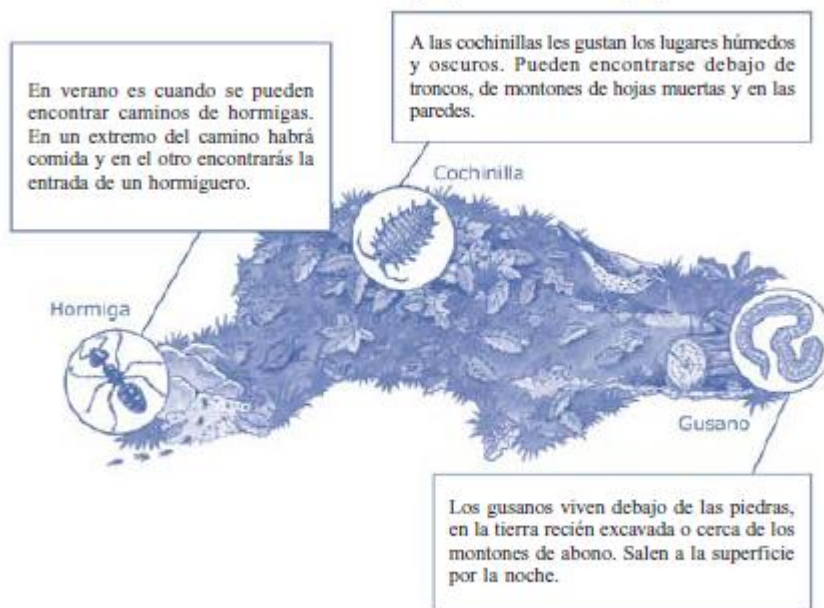 A las cochinillas les gustan los lugares húmedos
y oscuros. Pueden encontrarse debajo de
troncos, de montones de hojas muertas y en las
paredes.
En verano es cuando se pueden
encontrar caminos de hormigas.
En un extremo del camino habrá
comida y en el otro encontrarás la
entrada de un hormiguero.
Cochinilla
Hormiga
Gusano
Los gusanos viven debajo de las piedras,
en la tierra recién excavada o cerca de los
montones de abono. Salen a la superficie
por la noche.